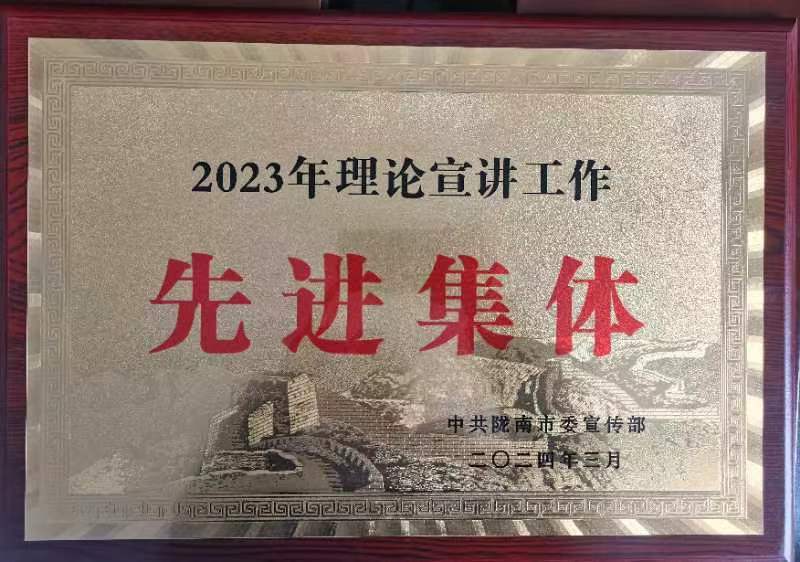 2023年理论宣讲工作
先进集体
中共陇南市委宣传部
二〇二四年三月